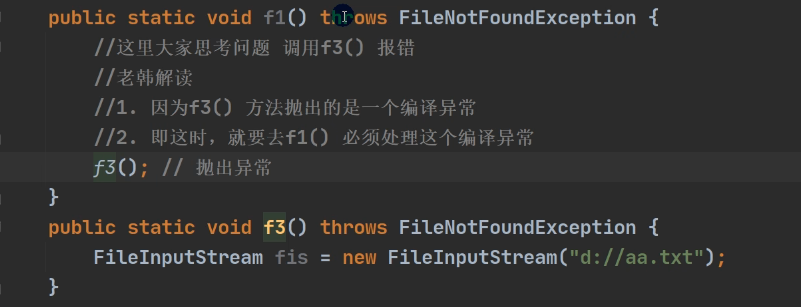 public static void f1() throws FileNotFoundException {
//这里大家思考问题 调用f3() 报错
//老韩解读
//1. 因为f3() 方法抛出的是一个编译异常
//2. 即这时，就要去f1() 必须处理这个编译异常
f3(); // 抛出异常
}
public static void f3() throws FileNotFoundException {
FileInputStream fis = new FileInputStream("d://aa.txt");
}